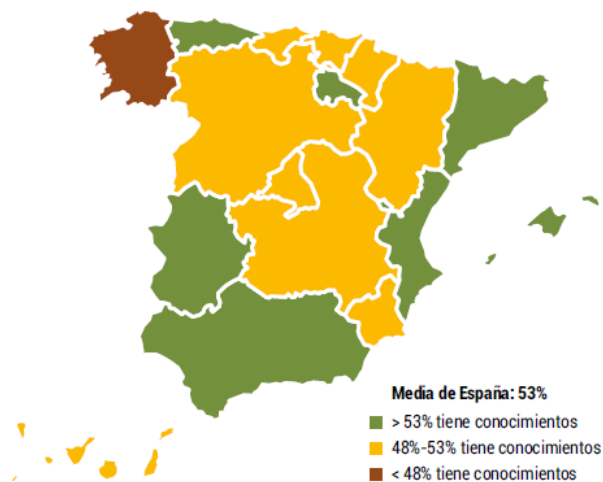 Media de España: 53%
> 53% tiene conocimientos
48%-53% tiene conocimientos
< 48% tiene conocimientos